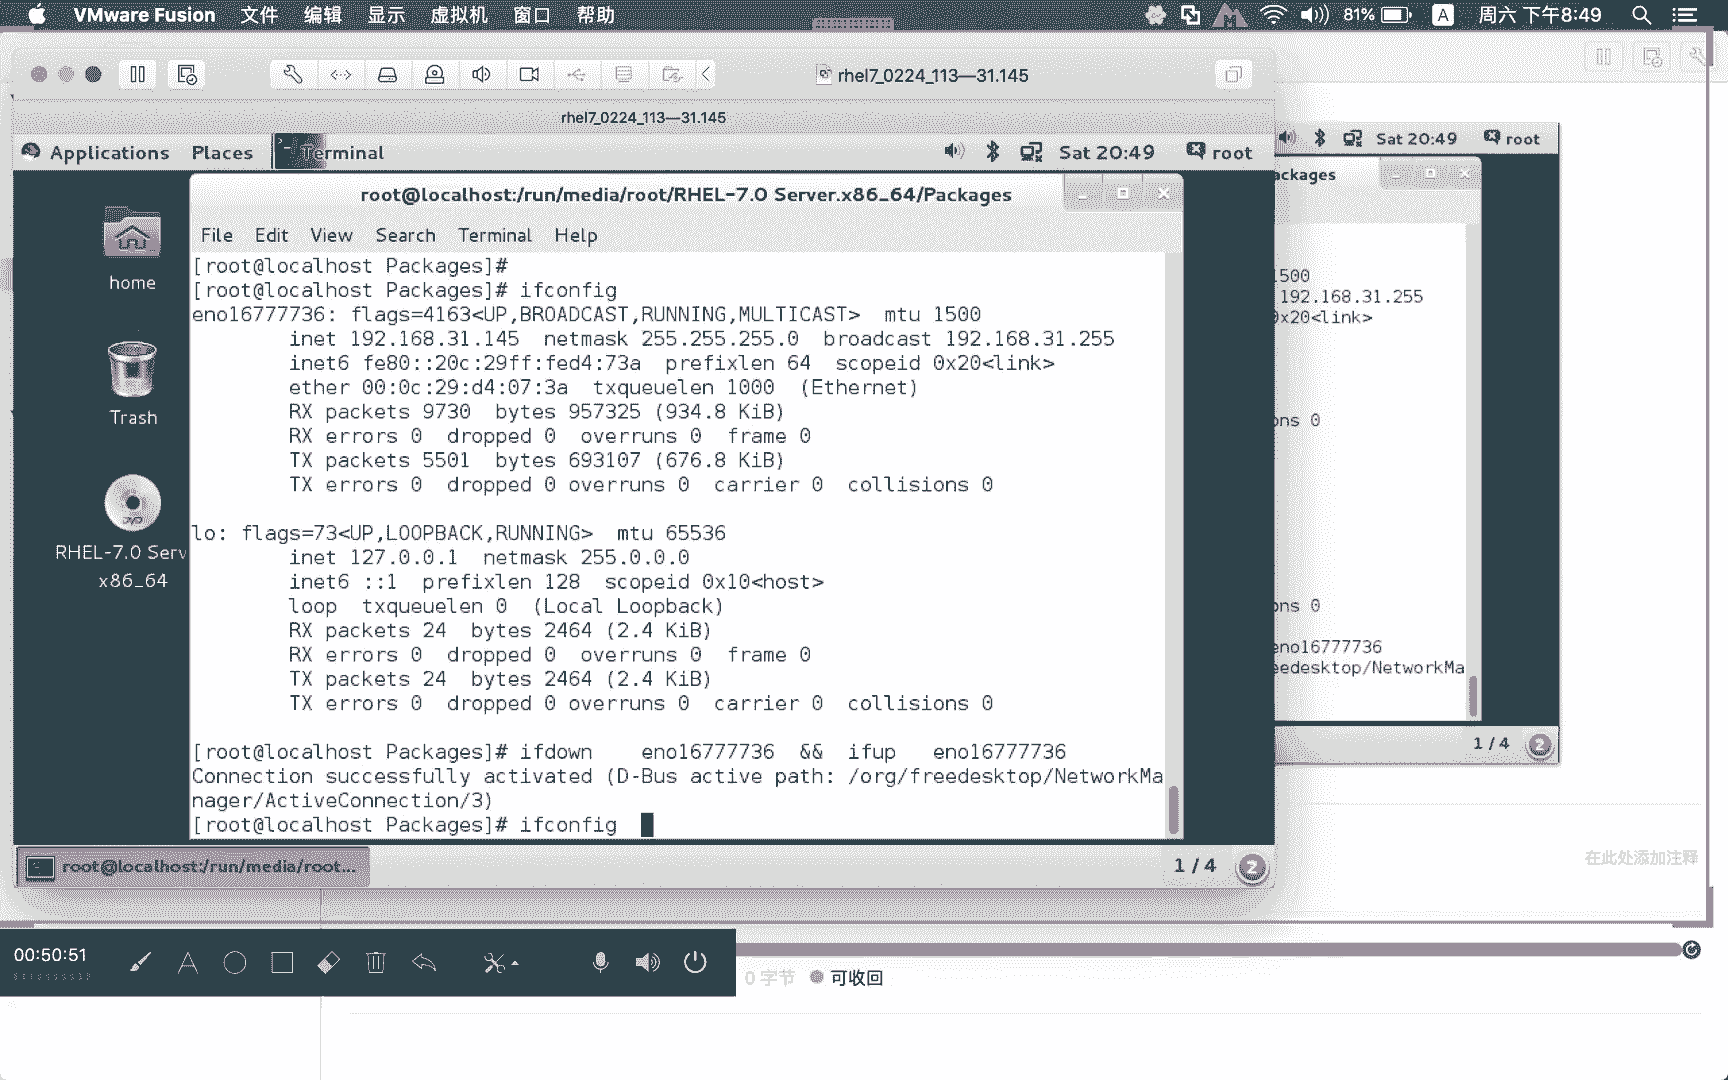 VMware Fusion 文件 编辑 显示 虚拟机 窗口 帮助 81% A 周六 下午8:49
rhel7_0224_113—31.145
rhel7_0224_113—31.145
Applications Places Terminal Sat 20:49 root
root@localhost:/run/media/root/RHEL-7.0 Server.x86_64/Packages
File Edit View Search Terminal Help
home
Trash
DVD
RHEL-7.0 Serv
x86_64
[root@localhost Packages]#
[root@localhost Packages]# ifconfig
eno16777736: flags=4163<UP,BROADCAST,RUNNING,MULTICAST>  mtu 1500
inet 192.168.31.145  netmask 255.255.255.0  broadcast 192.168.31.255
inet6 fe80::20c:29ff:fed4:73a  prefixlen 64  scopeid 0x20<link>
ether 00:0c:29:d4:07:3a  txqueuelen 1000  (Ethernet)
RX packets 9730  bytes 957325 (934.8 KiB)
RX errors 0  dropped 0  overruns 0  frame 0
TX packets 5501  bytes 693107 (676.8 KiB)
TX errors 0  dropped 0 overruns 0  carrier 0  collisions 0
lo: flags=73<UP,LOOPBACK,RUNNING>  mtu 65536
inet 127.0.0.1  netmask 255.0.0.0
inet6 ::1  prefixlen 128  scopeid 0x10<host>
loop  txqueuelen 0  (Local Loopback)
RX packets 24  bytes 2464 (2.4 KiB)
RX errors 0  dropped 0  overruns 0  frame 0
TX packets 24  bytes 2464 (2.4 KiB)
TX errors 0  dropped 0 overruns 0  carrier 0  collisions 0
[root@localhost Packages]# ifdown    eno16777736  &&  ifup   eno16777736
Connection successfully activated (D-Bus active path: /org/freedesktop/NetworkMa
nager/ActiveConnection/3)
[root@localhost Packages]# ifconfig
root@localhost:/run/media/root...
1 / 4 2
Sat 20:49 root
ackages
1500
192.168.31.255
0x20<link>
ons 0
ons 0
eno16777736
eedesktop/NetworkMa
1 / 4 2
在此处添加注释
00:50:51
0 字节 可收回